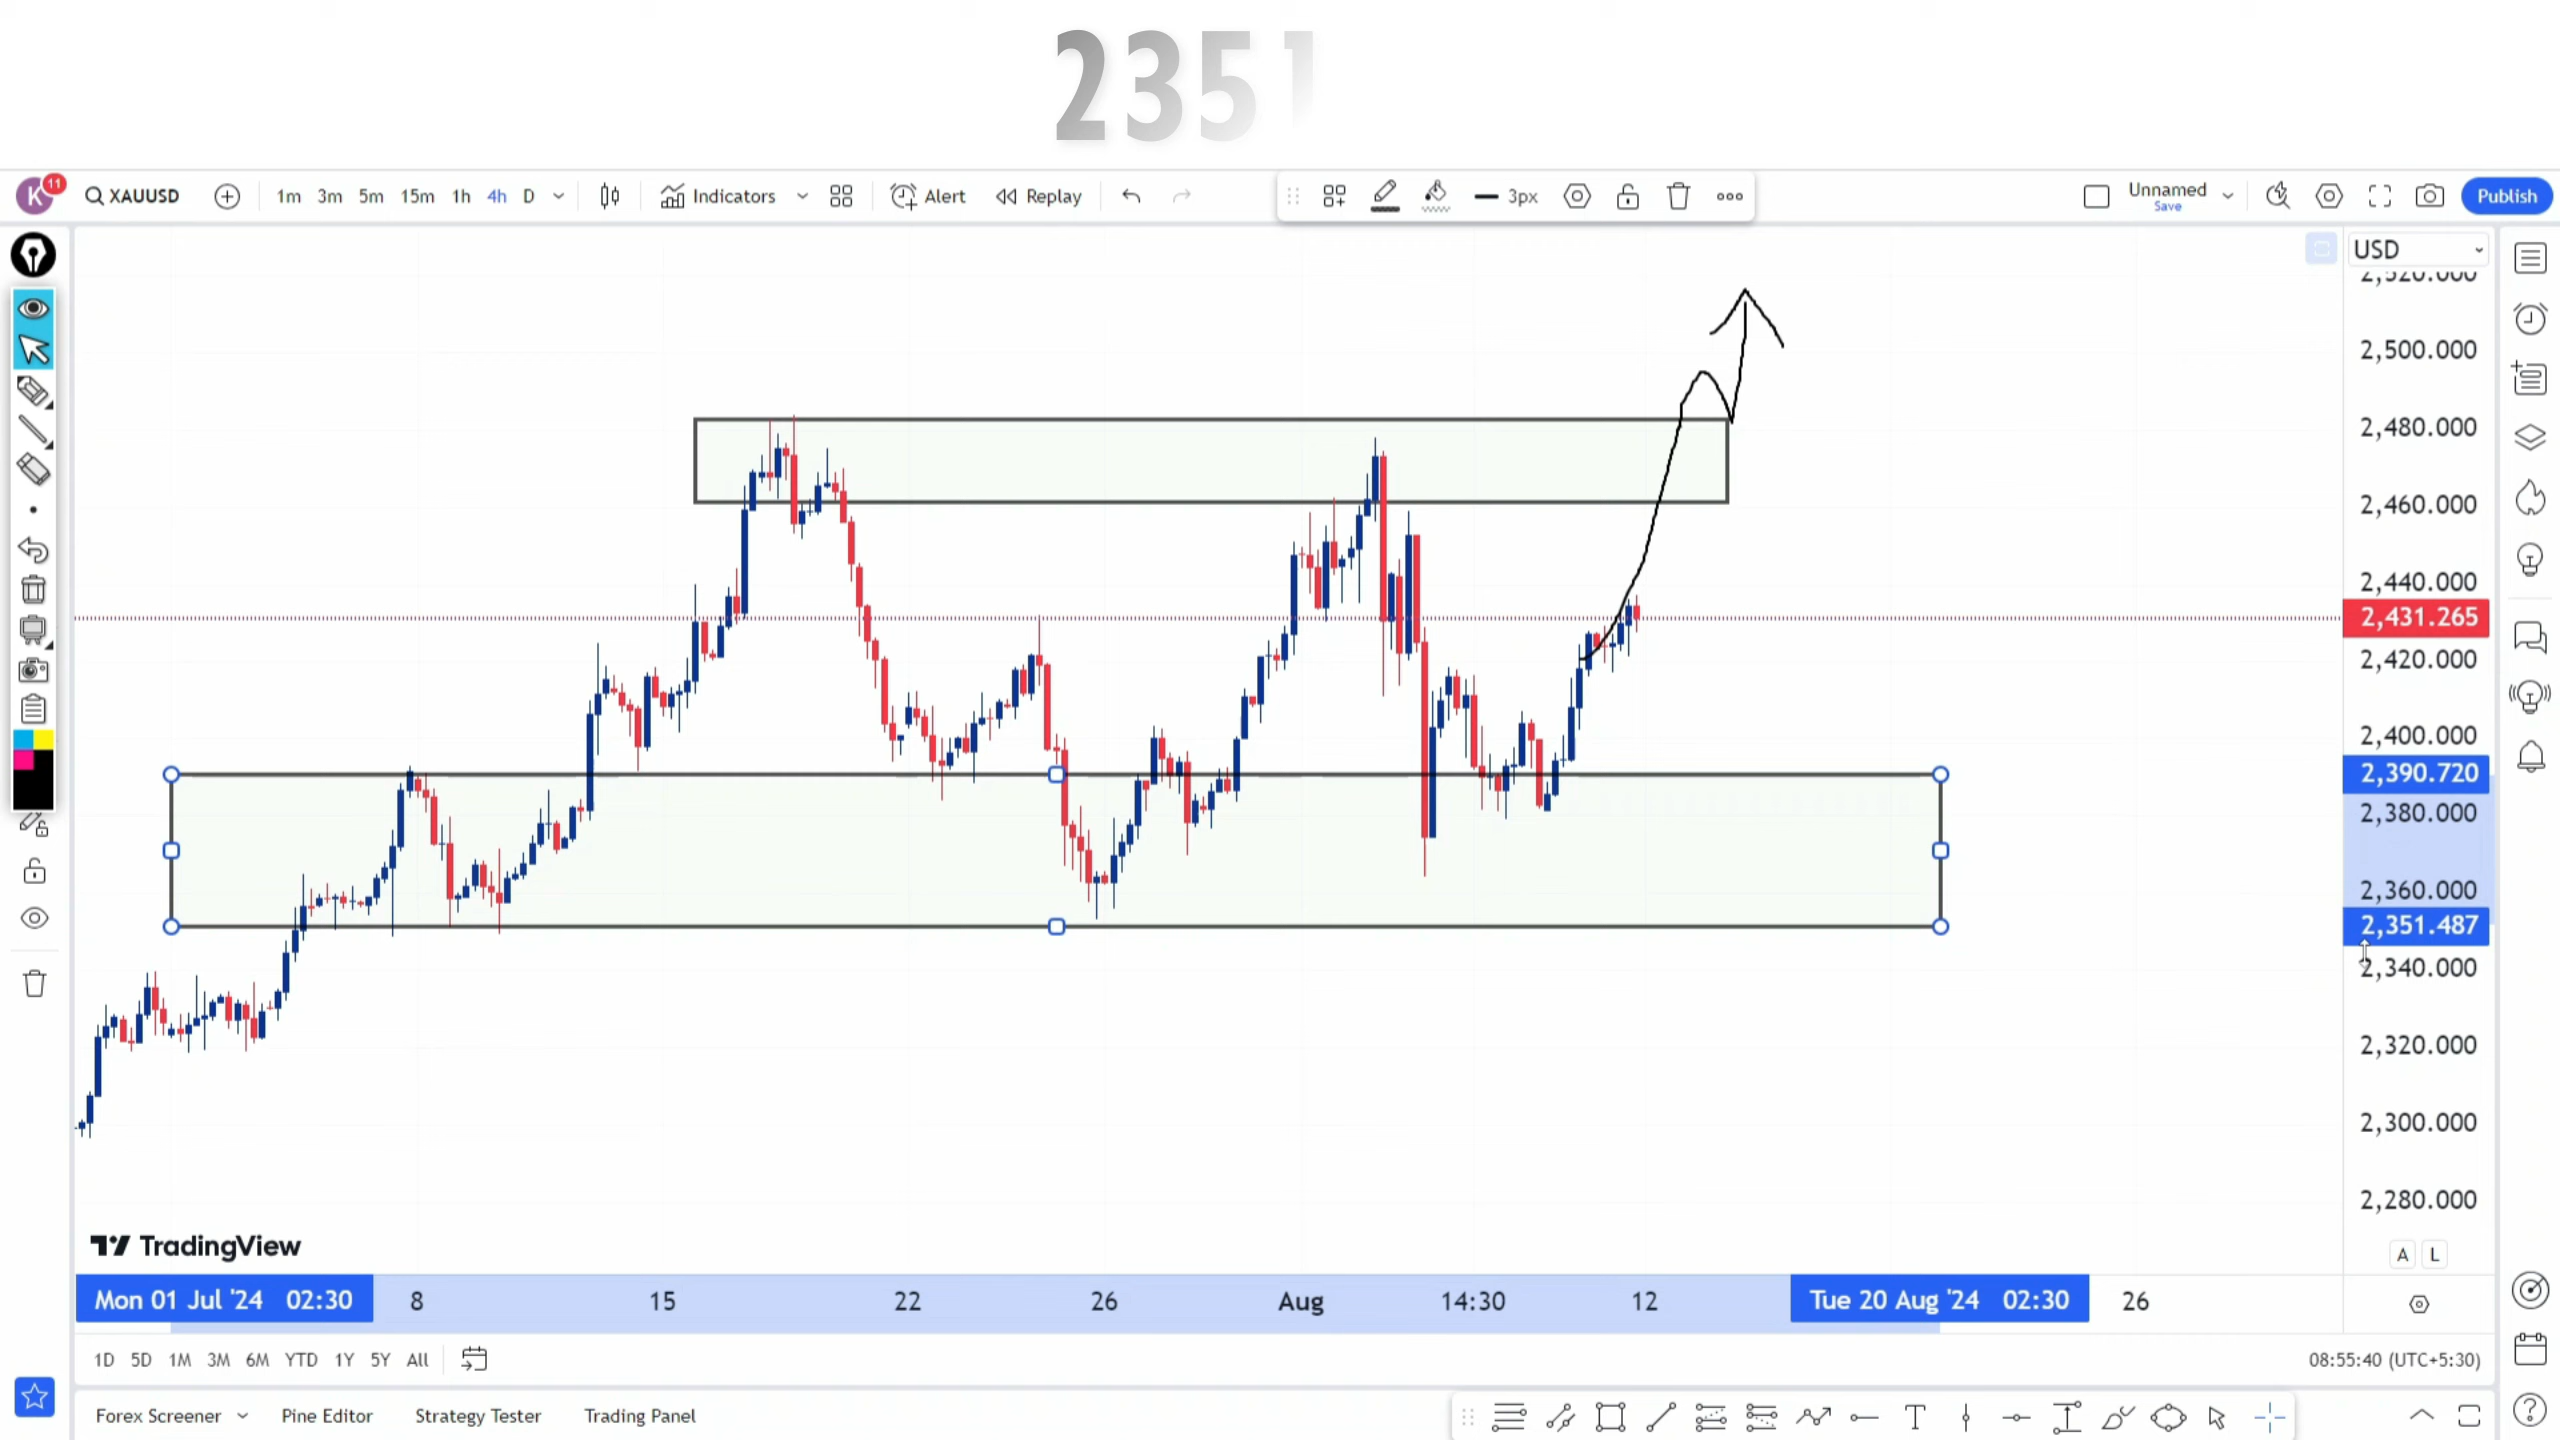 2351
K 11 XAUUSD 1m 3m 5m 15m 1h 4h D Indicators Alert Replay 3px Unnamed Save Publish
USD
2,520.000
2,500.000
2,480.000
2,460.000
2,440.000
2,431.265
2,420.000
2,400.000
2,390.720
2,380.000
2,360.000
2,351.487
2,340.000
2,320.000
2,300.000
2,280.000
TradingView
A L
Mon 01 Jul '24 02:30 8 15 22 26 Aug 14:30 12 Tue 20 Aug '24 02:30 26
1D 5D 1M 3M 6M YTD 1Y 5Y All 08:55:40 (UTC+5:30)
Forex Screener Pine Editor Strategy Tester Trading Panel